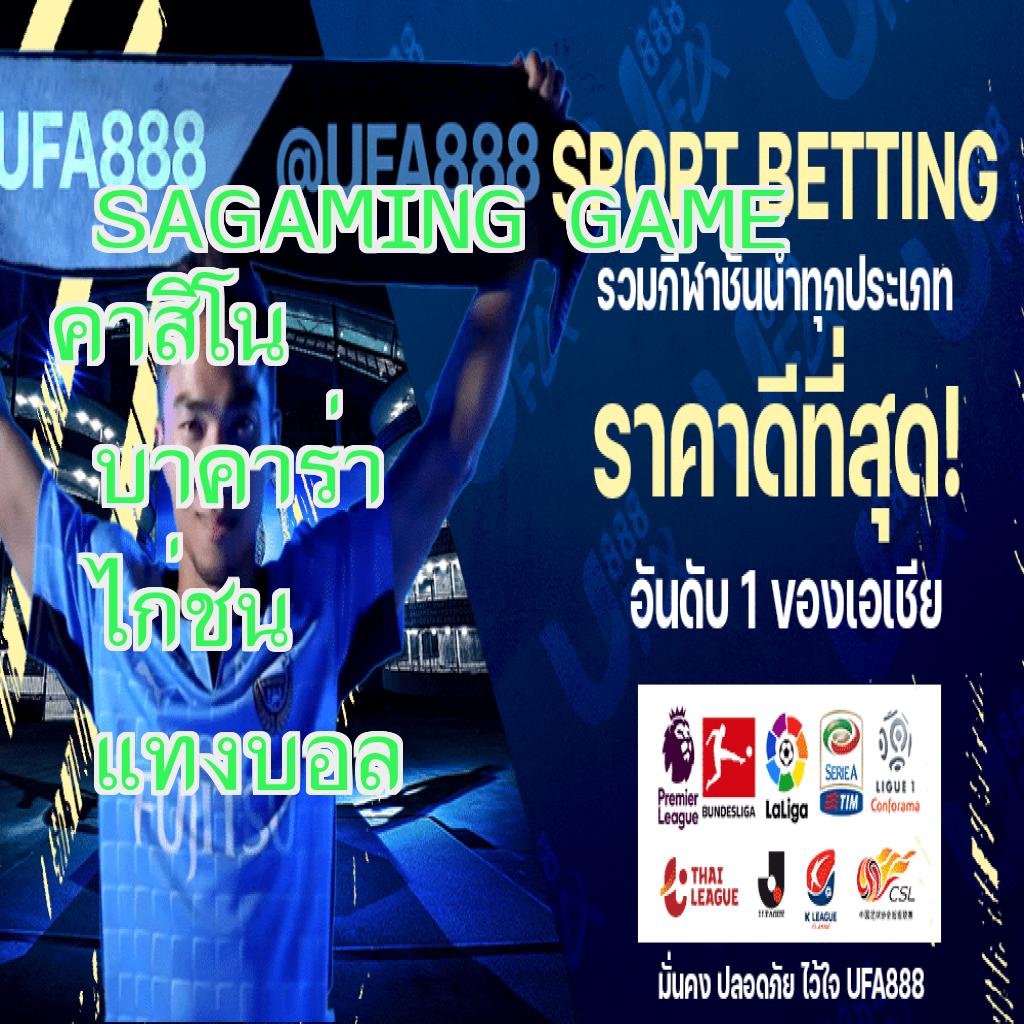 UFA888
@UFA888
SPORT BETTING
SAGAMING GAME
รวมกีฬาชั้นนำทุกประเภท
คาสิโน
ราคาดีที่สุด!
บาคาร่า
ไก่ชน
อันดับ 1 ของเอเชีย
แทงบอล
FUJITSU
Premier League
BUNDESLIGA
LaLiga
SERIE A
TIM
LIGUE 1
Conforama
THAI LEAGUE
J.LEAGUE
K LEAGUE
CLASSIC
CSL
มั่นคง ปลอดภัย ไว้ใจ UFA888